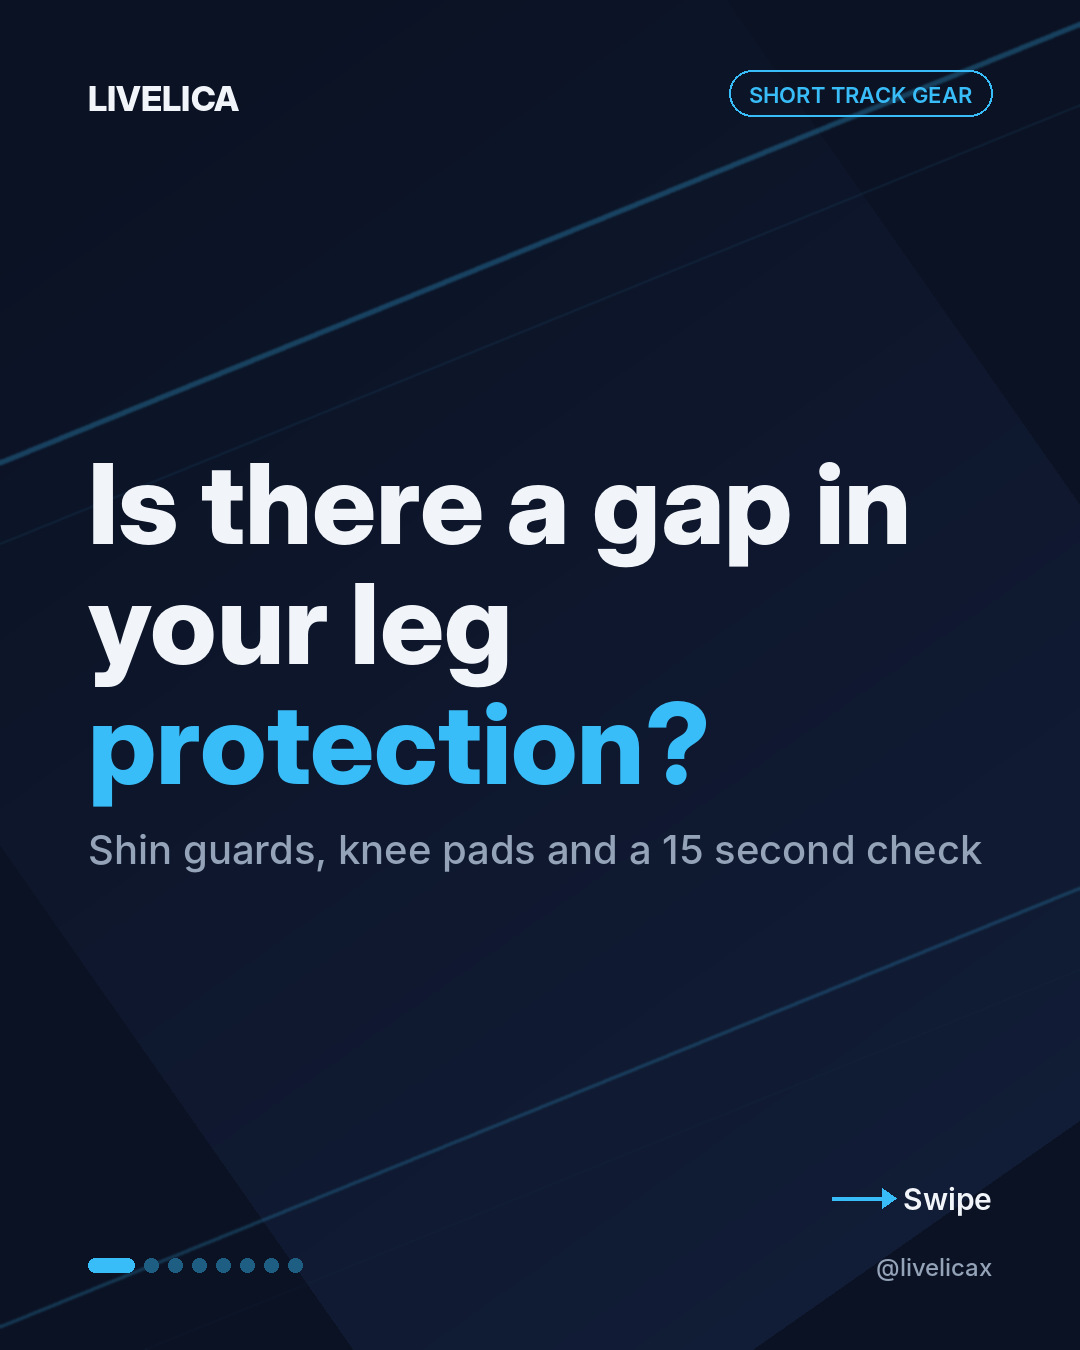 LIVELICA
SHORT TRACK GEAR
Is there a gap in
your leg
protection?
Shin guards, knee pads and a 15 second check
Swipe
@livelicax